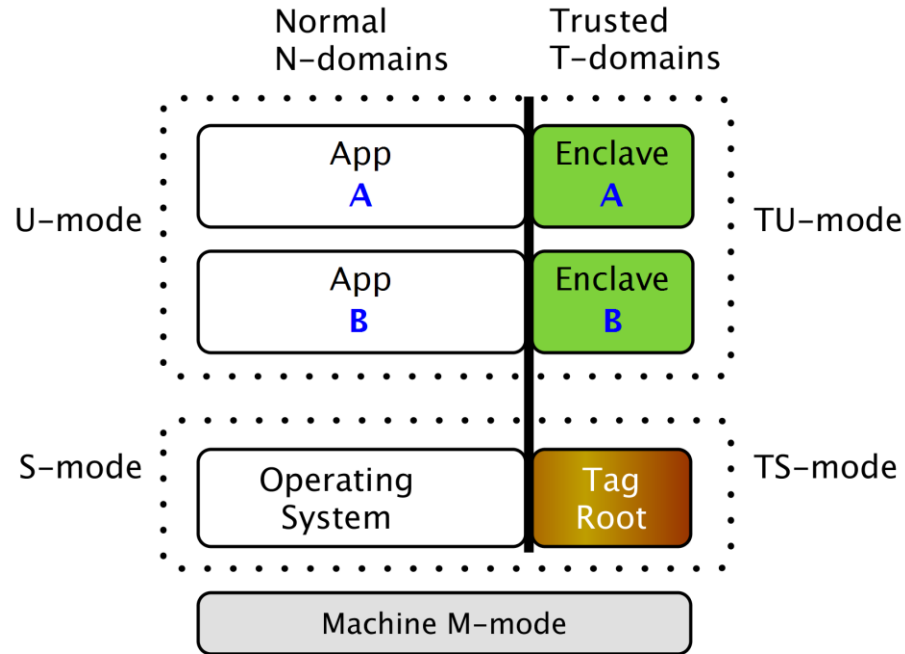 Normal
N-domains
Trusted
T-domains
U-mode
App
A
Enclave
A
TU-mode
App
B
Enclave
B
S-mode
Operating
System
Tag
Root
TS-mode
Machine M-mode